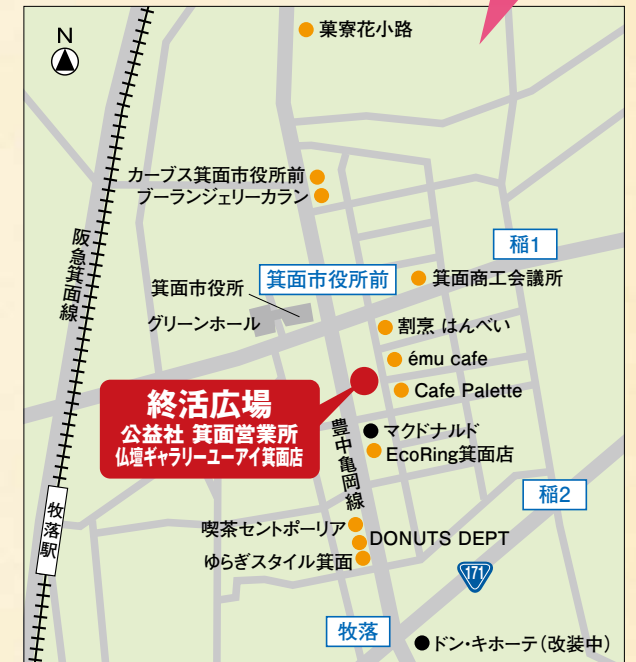 N
菓寮花小路
カーブス箕面市役所前
ブーランジェリーカラン
阪急箕面線
稲1
箕面市役所前
箕面商工会議所
箕面市役所
グリーンホール
割烹 はんべい
ému cafe
Cafe Palette
終活広場
公益社 箕面営業所
仏壇ギャラリーユーアイ箕面店
豊中亀岡線
マクドナルド
EcoRing箕面店
稲2
牧落駅
喫茶セントポーリア
DONUTS DEPT
ゆらぎスタイル箕面
171
牧落
ドン・キホーテ（改装中）